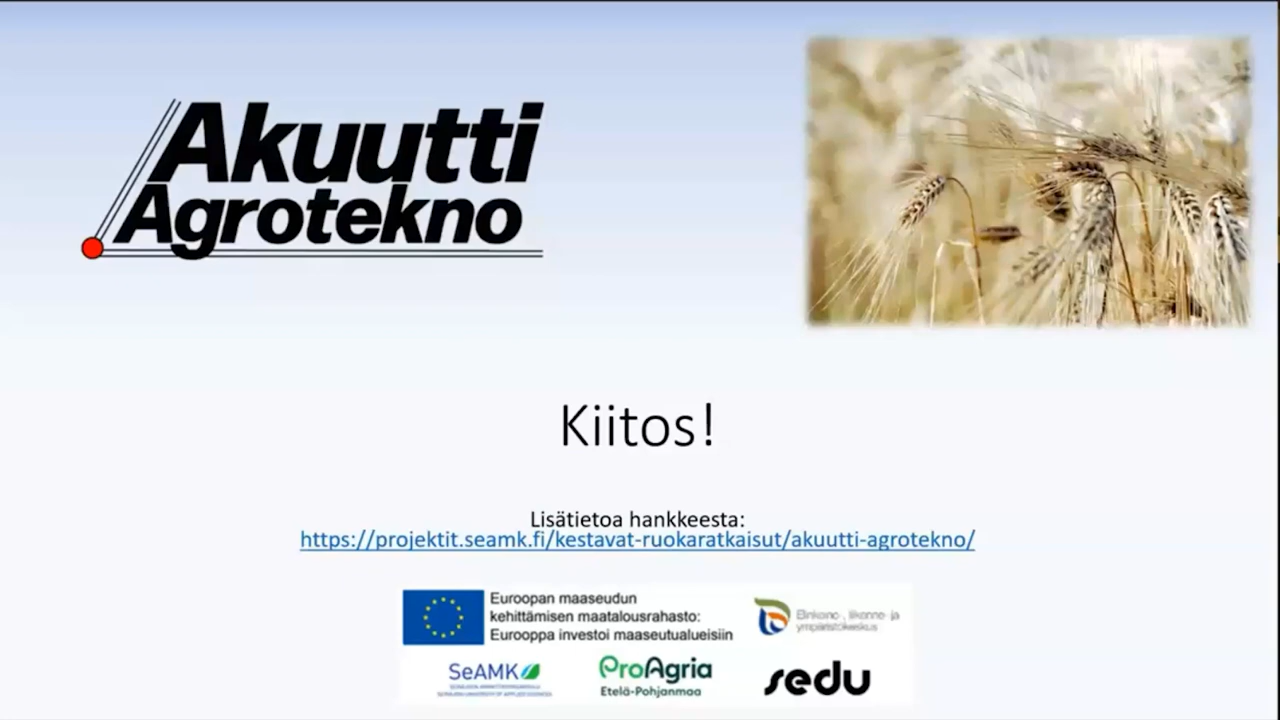 Akuutti
Agrotekno
Kiitos!
Lisätietoa hankkeesta:
https://projektit.seamk.fi/kestavat-ruokaratkaisut/akuutti-agrotekno/
Euroopan maaseudun
kehittämisen maatalousrahasto:
Eurooppa investoi maaseutualueisiin
Elinkeino-, liikenne- ja
ympäristökeskus
SeAMK
ProAgria
Etelä-Pohjanmaa
sedu